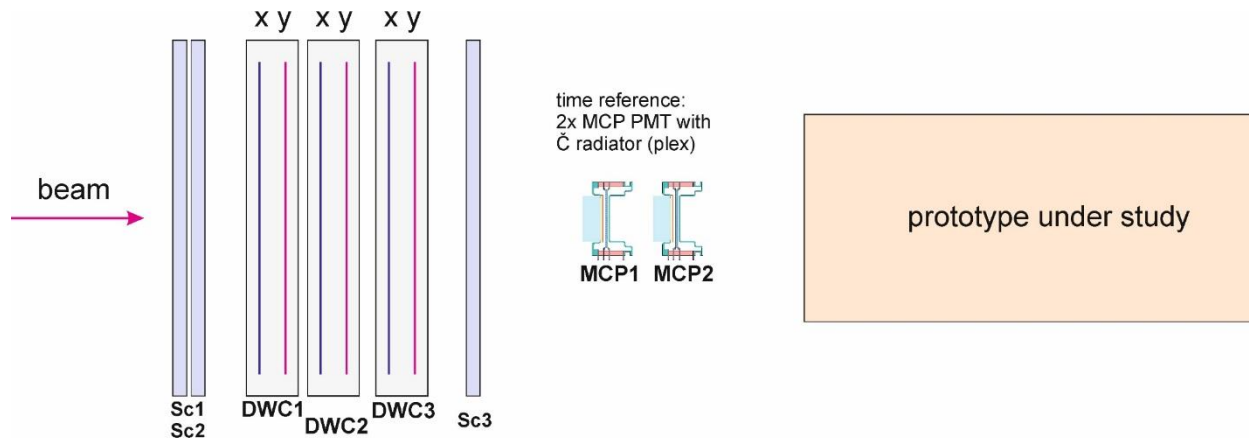 x y x y x y
time reference:
2x MCP PMT with
Č radiator (plex)
beam
prototype under study
MCP1 MCP2
Sc1
Sc2
DWC1
DWC2
DWC3
Sc3